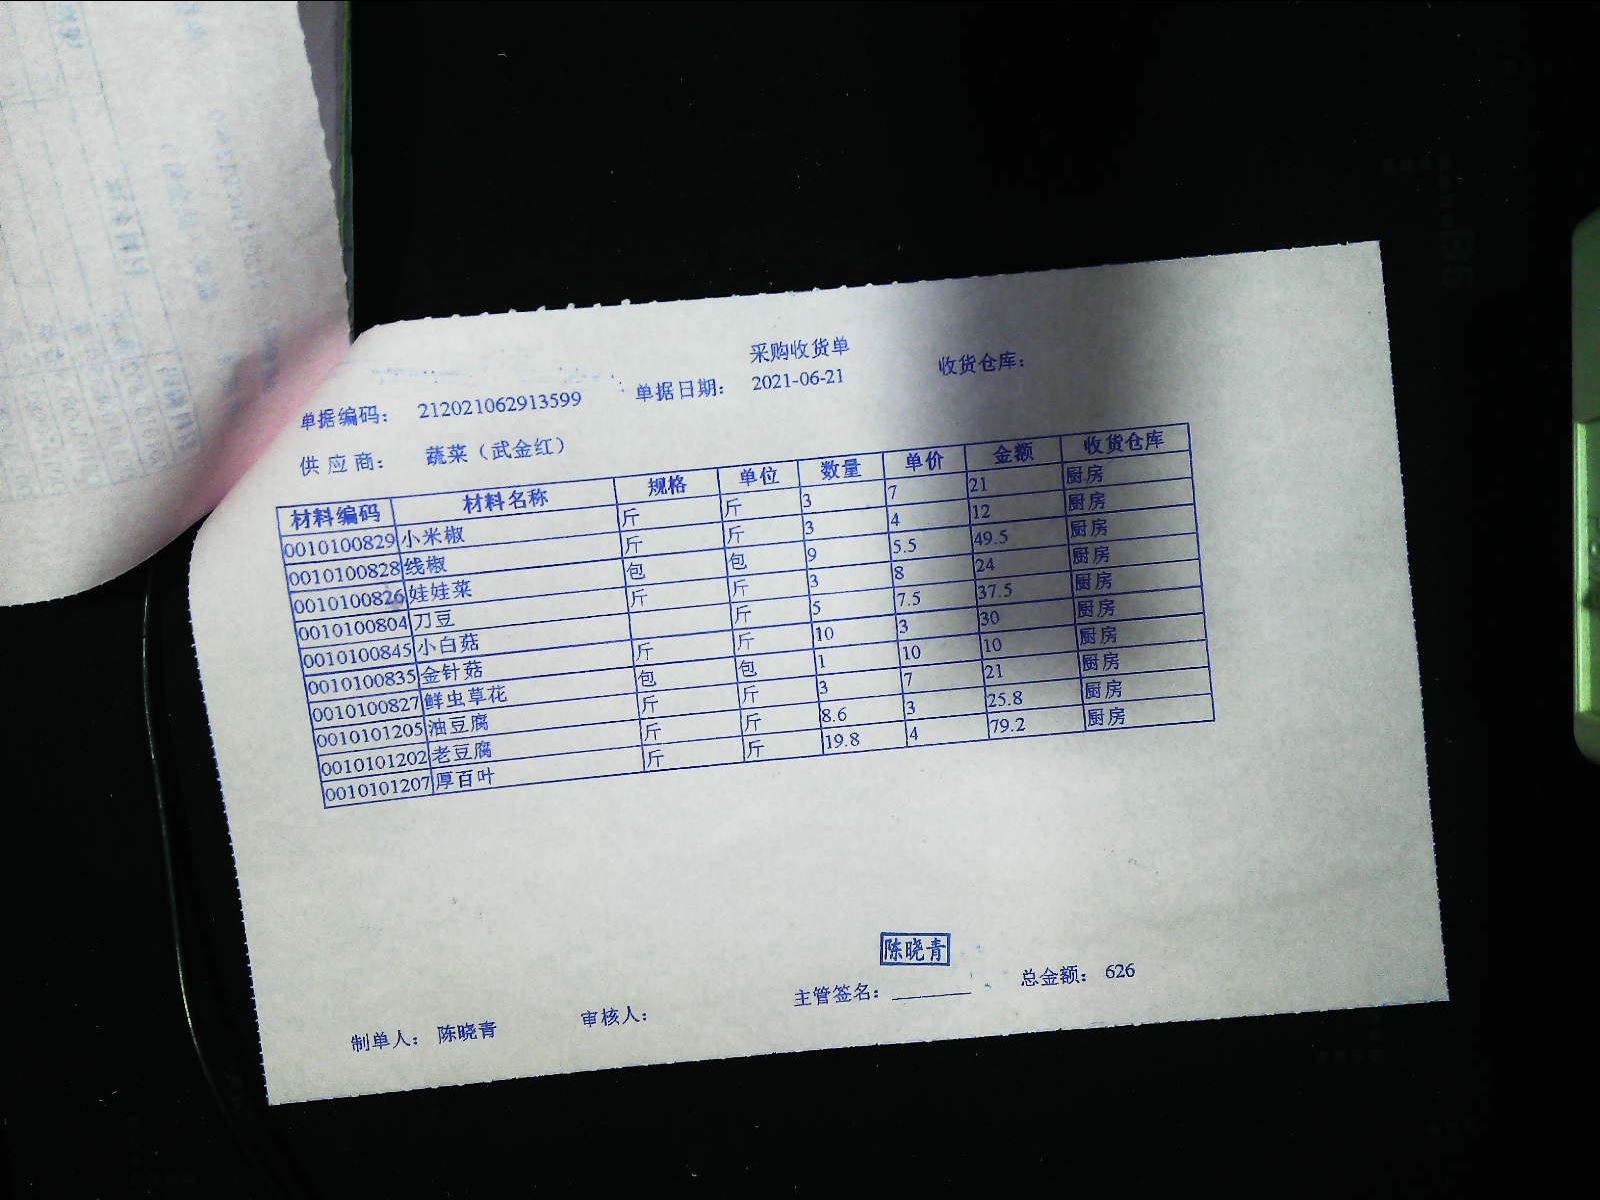 采购收货单
单据编码： 212021062913599 单据日期： 2021-06-21 收货仓库：
供应商： 蔬菜（武金红）
材料编码 材料名称 规格 单位 数量 单价 金额 收货仓库
0010100829 小米椒 斤 斤 3 7 21 厨房
0010100828 线椒 斤 斤 3 4 12 厨房
0010100826 娃娃菜 包 包 9 5.5 49.5 厨房
0010100804 刀豆 斤 斤 3 8 24 厨房
0010100845 小白菇 斤 5 7.5 37.5 厨房
0010100835 金针菇 斤 斤 10 3 30 厨房
0010100827 鲜虫草花 包 包 1 10 10 厨房
0010101205 油豆腐 斤 斤 3 7 21 厨房
0010101202 老豆腐 斤 斤 8.6 3 25.8 厨房
0010101207 厚百叶 斤 斤 19.8 4 79.2 厨房
陈晓青
制单人： 陈晓青 审核人： 主管签名：________ 总金额： 626